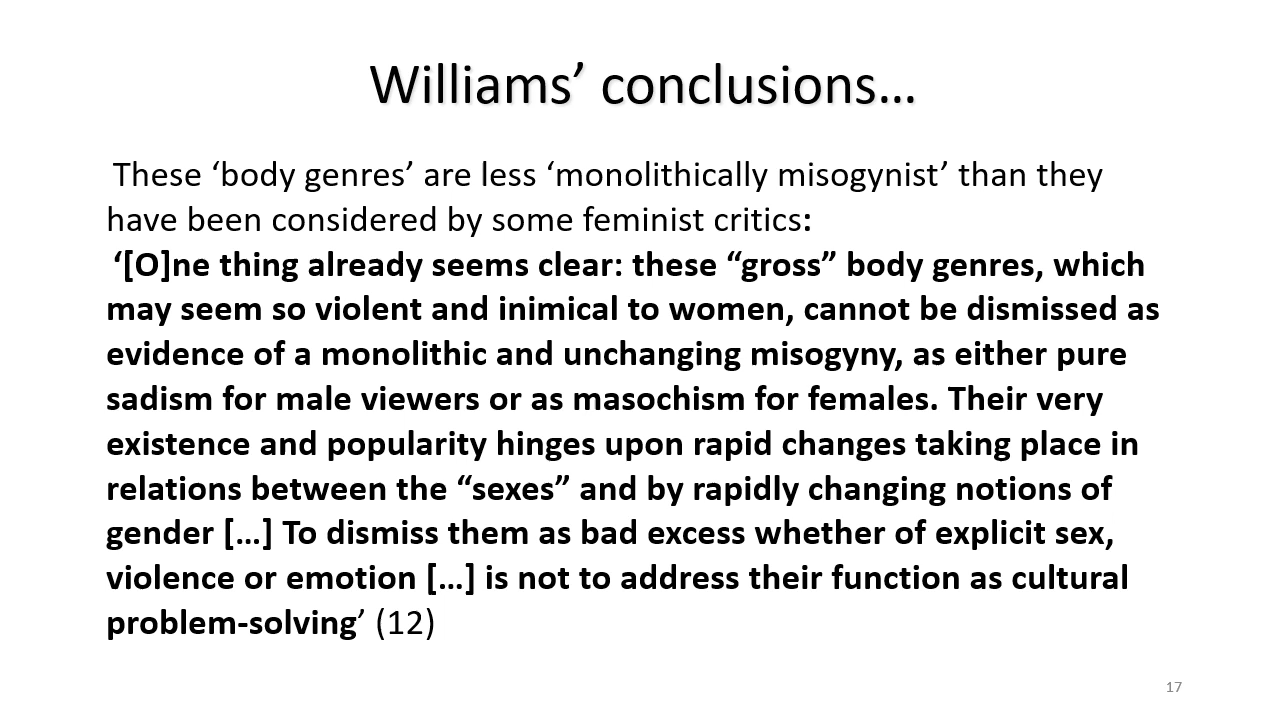 Williams’ conclusions…
These ‘body genres’ are less ‘monolithically misogynist’ than they
have been considered by some feminist critics:
‘[O]ne thing already seems clear: these “gross” body genres, which
may seem so violent and inimical to women, cannot be dismissed as
evidence of a monolithic and unchanging misogyny, as either pure
sadism for male viewers or as masochism for females. Their very
existence and popularity hinges upon rapid changes taking place in
relations between the “sexes” and by rapidly changing notions of
gender […] To dismiss them as bad excess whether of explicit sex,
violence or emotion […] is not to address their function as cultural
problem-solving’ (12)
17